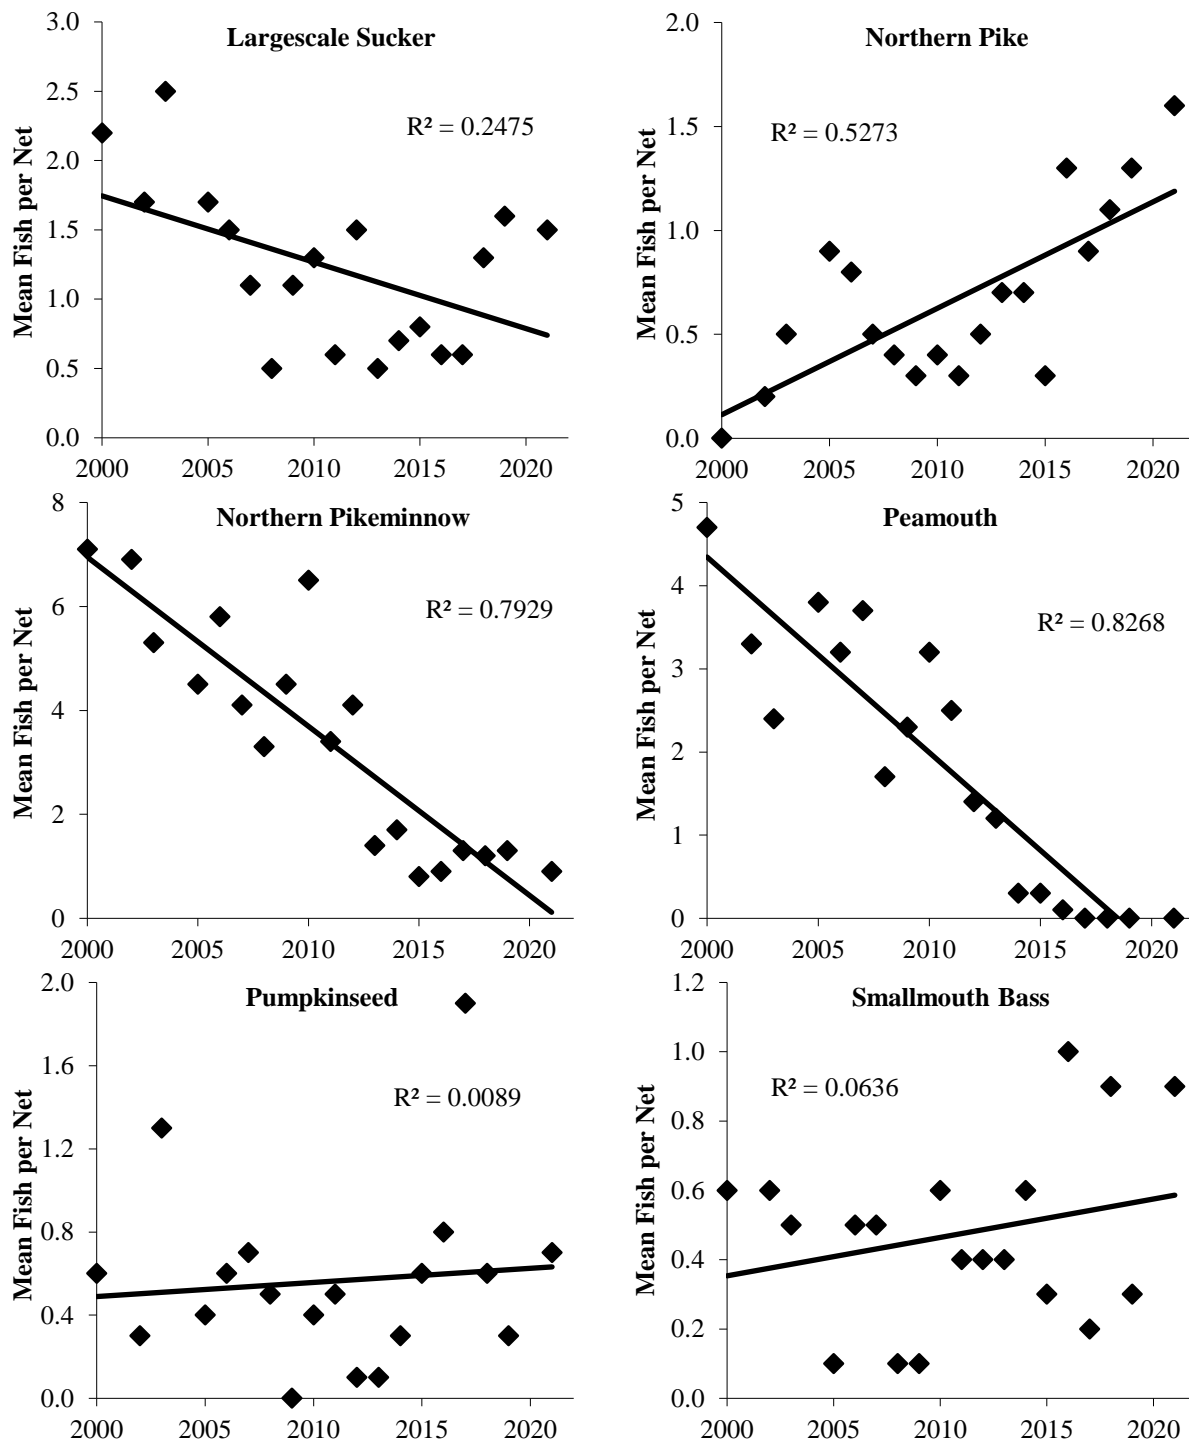 Largescale Sucker
R² = 0.2475
Mean Fish per Net
3.0
2.5
2.0
1.5
1.0
0.5
0.0
2000 2005 2010 2015 2020
Northern Pike
R² = 0.5273
Mean Fish per Net
2.0
1.5
1.0
0.5
0.0
2000 2005 2010 2015 2020
Northern Pikeminnow
R² = 0.7929
Mean Fish per Net
8
6
4
2
0
2000 2005 2010 2015 2020
Peamouth
R² = 0.8268
Mean Fish per Net
5
4
3
2
1
0
2000 2005 2010 2015 2020
Pumpkinseed
R² = 0.0089
Mean Fish per Net
2.0
1.6
1.2
0.8
0.4
0.0
2000 2005 2010 2015 2020
Smallmouth Bass
R² = 0.0636
Mean Fish per Net
1.2
1.0
0.8
0.6
0.4
0.2
0.0
2000 2005 2010 2015 2020